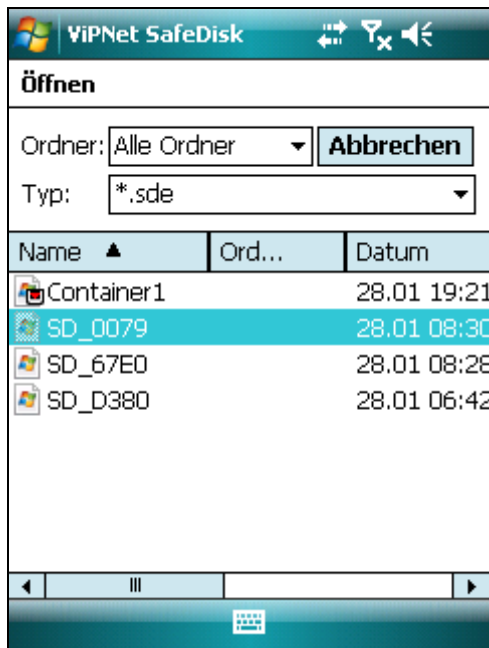 ViPNet SafeDisk
Öffnen
Ordner: Alle Ordner Abbrechen
Typ: *.sde
Name Ord... Datum
Container1 28.01 19:21
SD_0079 28.01 08:30
SD_67E0 28.01 08:28
SD_D380 28.01 06:42